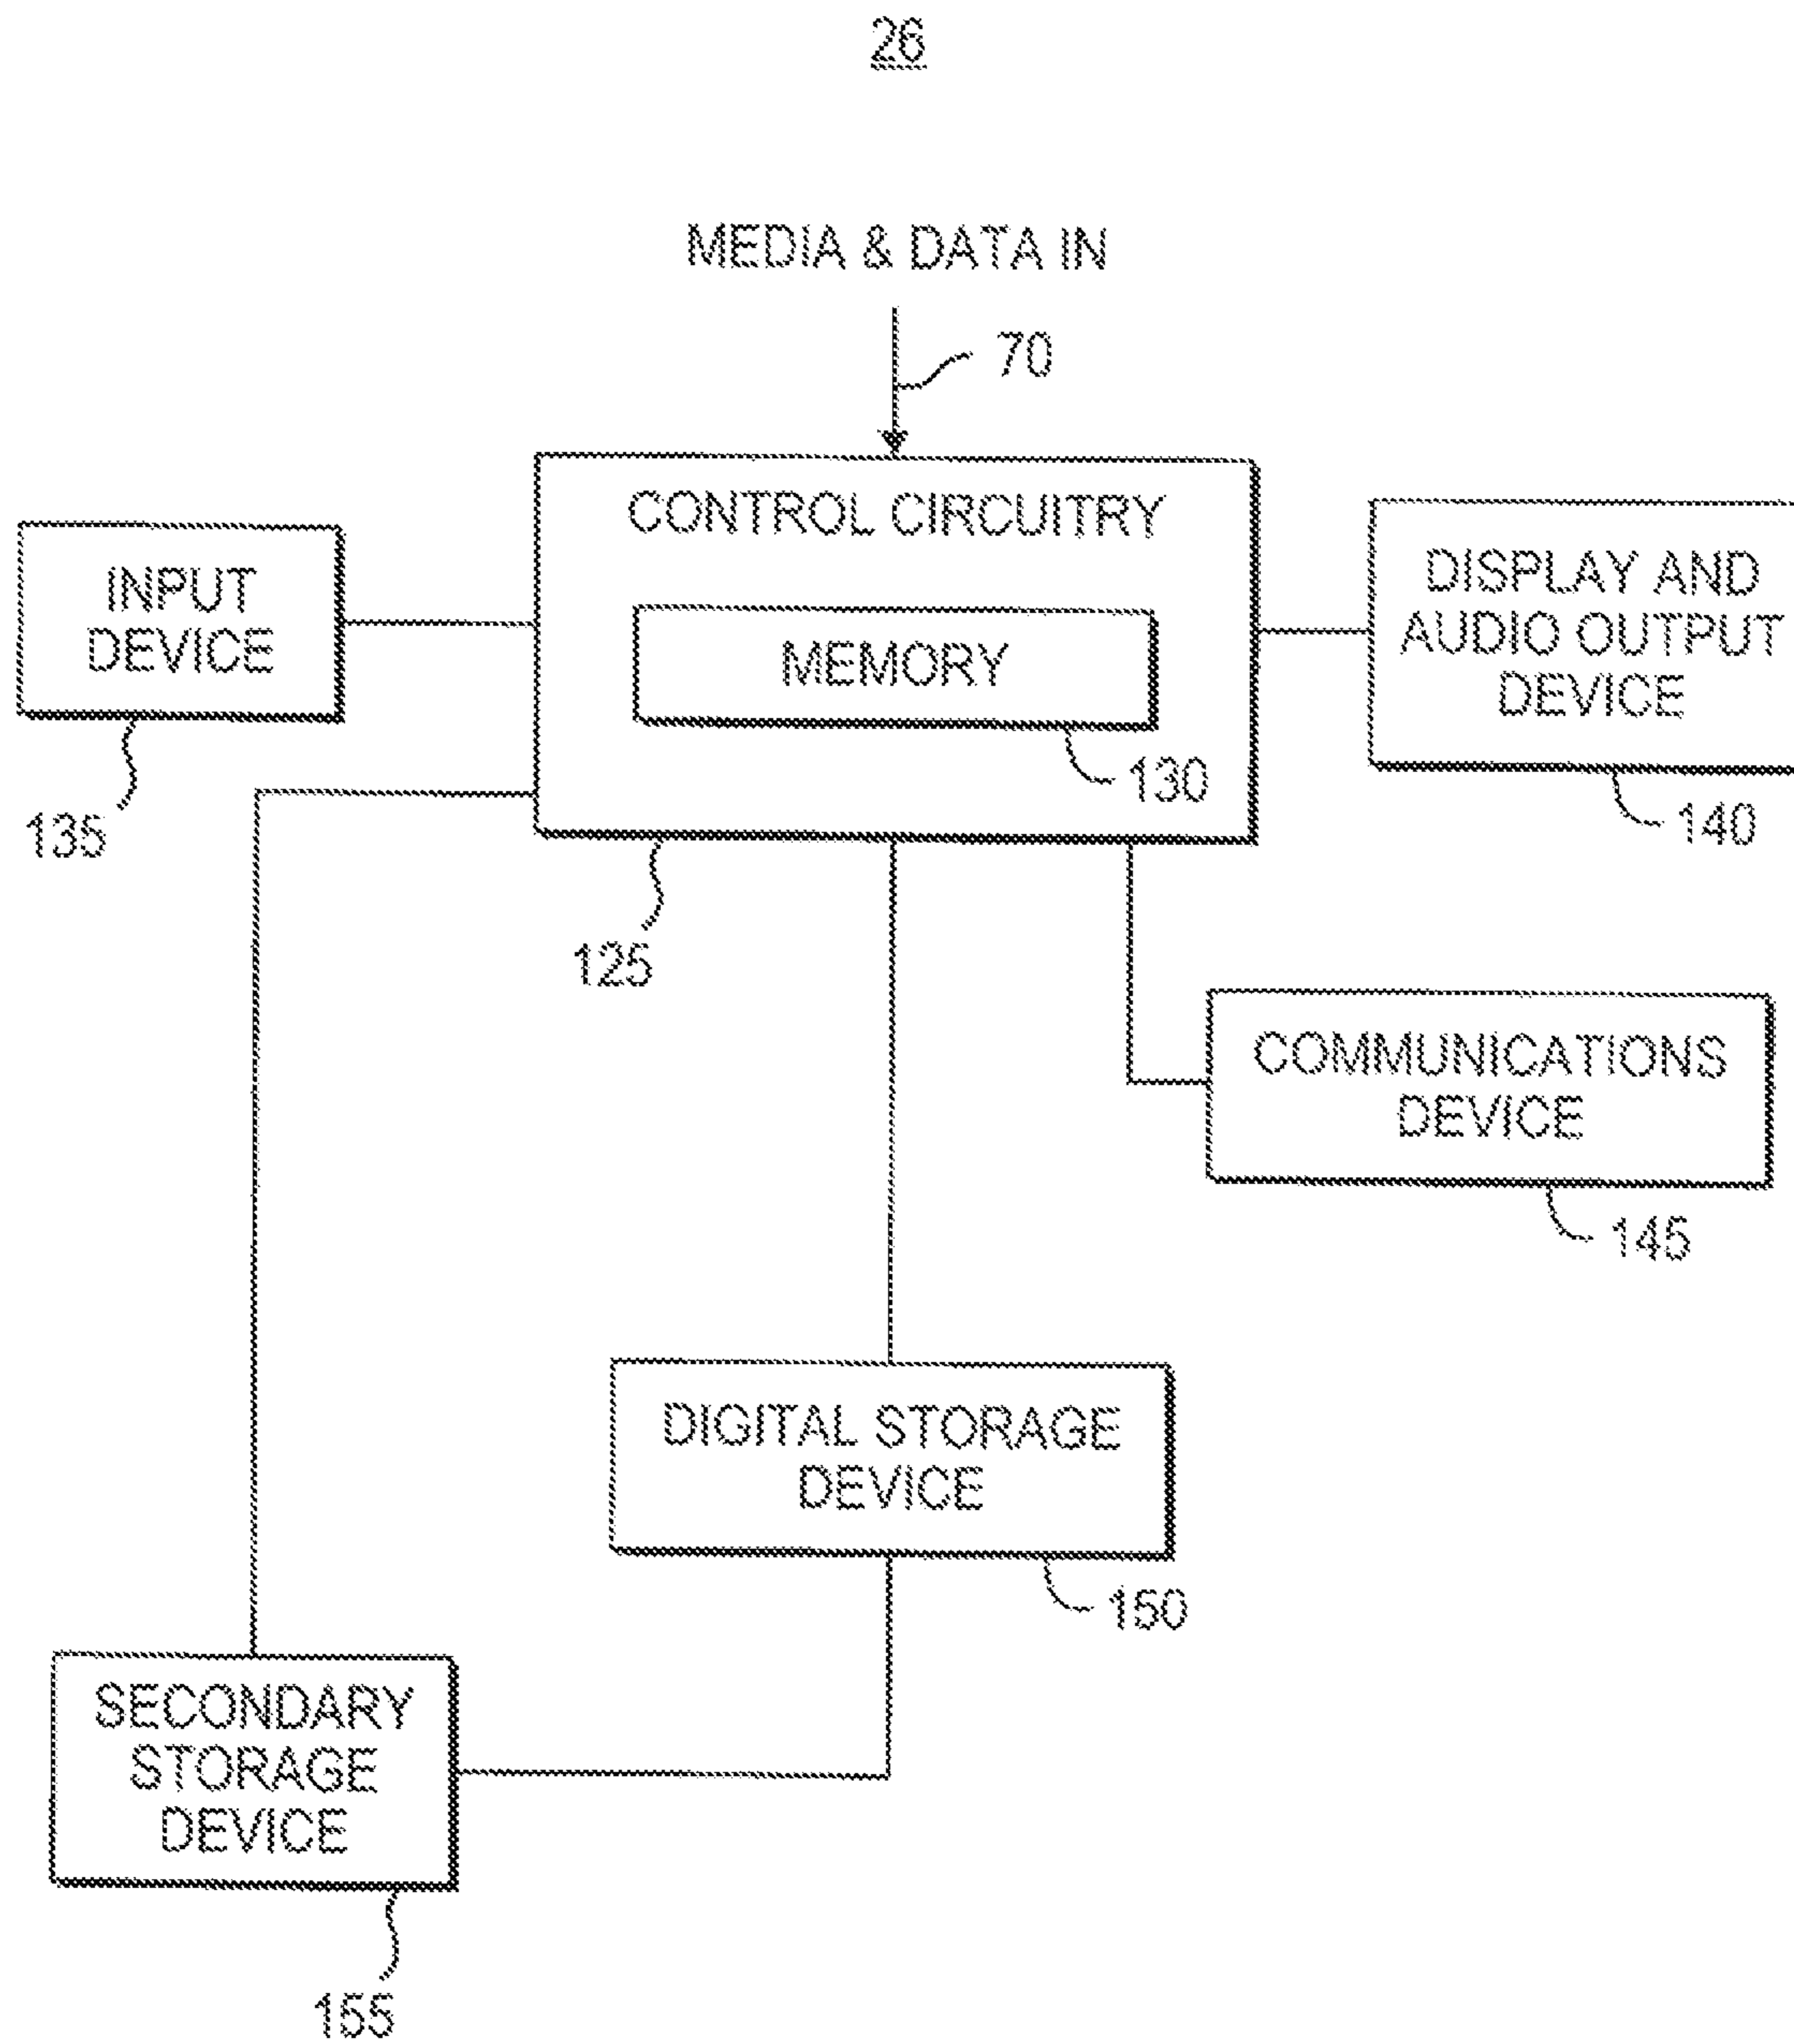 26
MEDIA & DATA IN
70
CONTROL CIRCUITRY
INPUT
DEVICE
MEMORY
DISPLAY AND
AUDIO OUTPUT
DEVICE
130
135
140
125
COMMUNICATIONS
DEVICE
145
DIGITAL STORAGE
DEVICE
150
SECONDARY
STORAGE
DEVICE
155